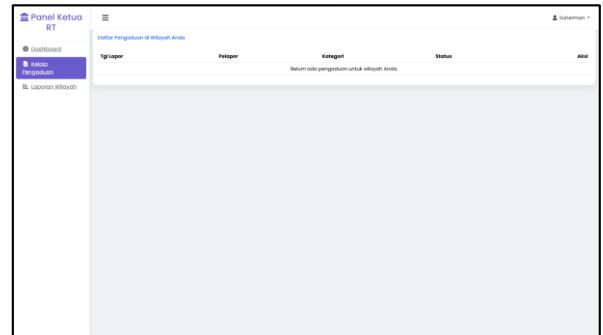 Panel Ketua
RT
Suherman
Dashboard
Kelola
Pengaduan
Laporan Wilayah
Daftar Pengaduan di Wilayah Anda
Tgl Lapor Pelapor Kategori Status Aksi
Belum ada pengaduan untuk wilayah Anda.